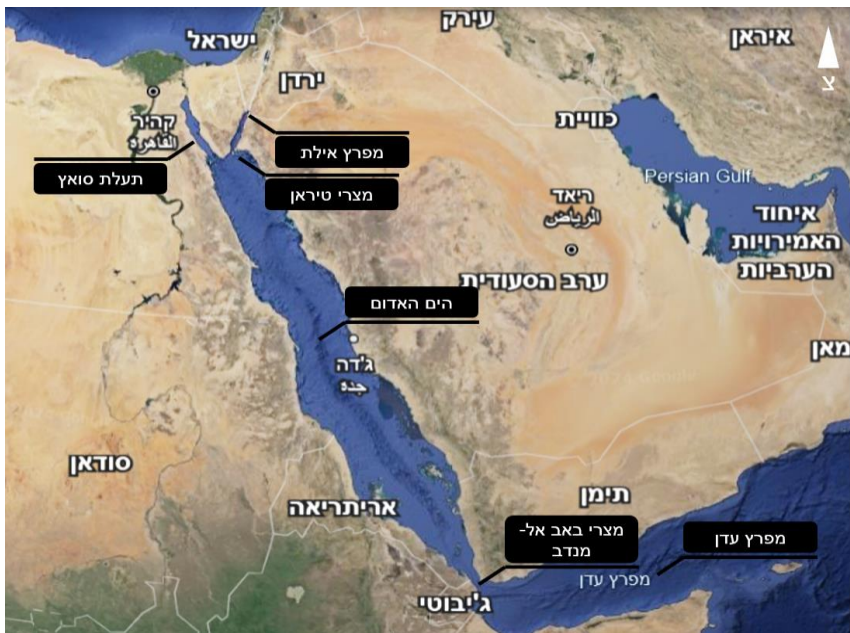 עירק
ישראל
איראן
צ
ירדן
קהיר
القاهرة
כווית
מפרץ אילת
תעלת סואץ
מצרי טיראן
Persian Gulf
ריאד
الرياض
איחוד
האמירויות
הערביות
ערב הסעודית
הים האדום
ג'דה
جدة
מאן
סודאן
תימן
אריתריאה
מצרי באב אל-
מנדב
מפרץ עדן
מפרץ עדן
ג'יבוטי